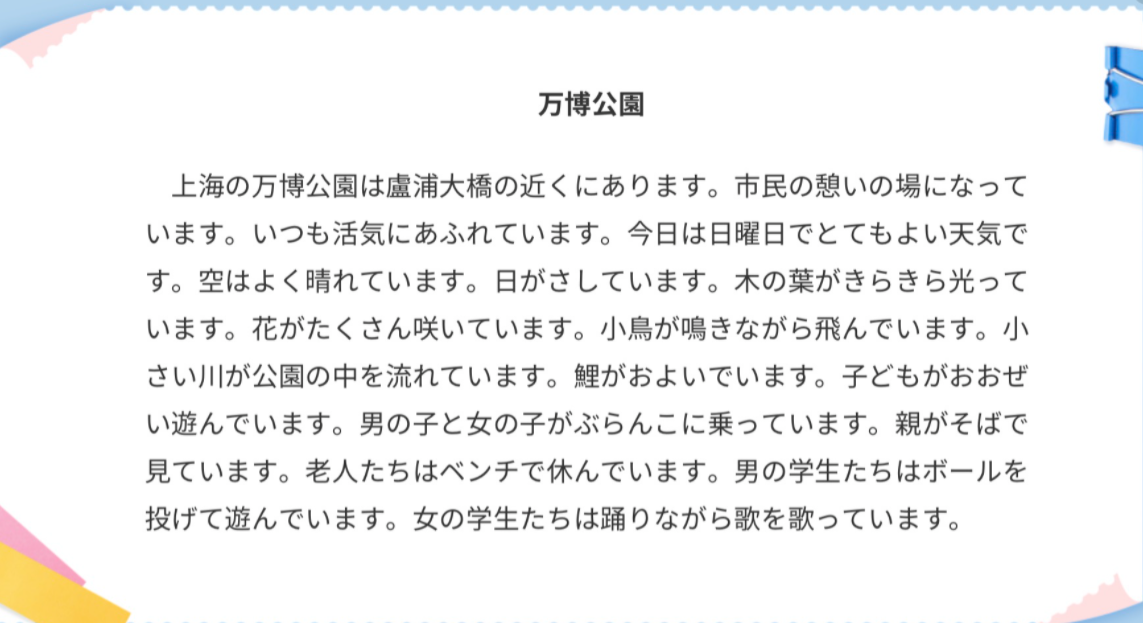 万博公園
上海の万博公園は盧浦大橋の近くにあります。市民の憩いの場になって
います。いつも活気にあふれています。今日は日曜日でとてもよい天気で
す。空はよく晴れています。日がさしています。木の葉がきらきら光って
います。花がたくさん咲いています。小鳥が鳴きながら飛んでいます。小
さい川が公園の中を流れています。鯉がおよいでいます。子どもがおおぜ
い遊んでいます。男の子と女の子がぶらんこに乗っています。親がそばで
見ています。老人たちはベンチで休んでいます。男の学生たちはボールを
投げて遊んでいます。女の学生たちは踊りながら歌を歌っています。